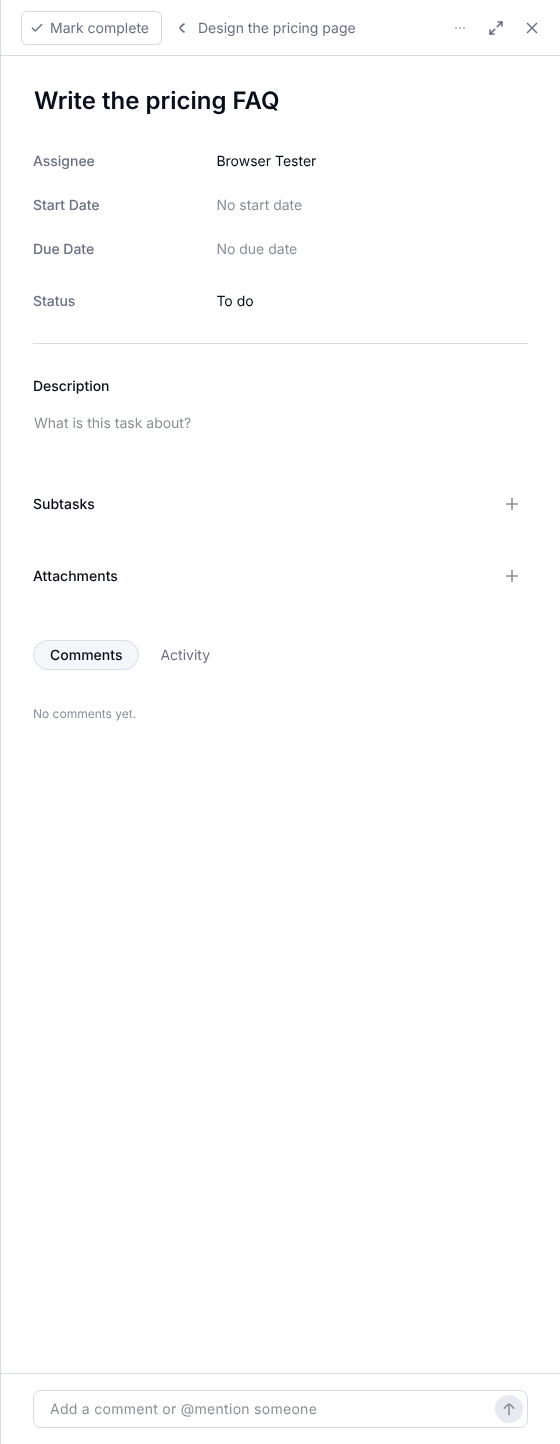 Mark complete
Design the pricing page
Write the pricing FAQ
Assignee
Browser Tester
Start Date
No start date
Due Date
No due date
Status
To do
Description
What is this task about?
Subtasks
Attachments
Comments
Activity
No comments yet.
Add a comment or @mention someone